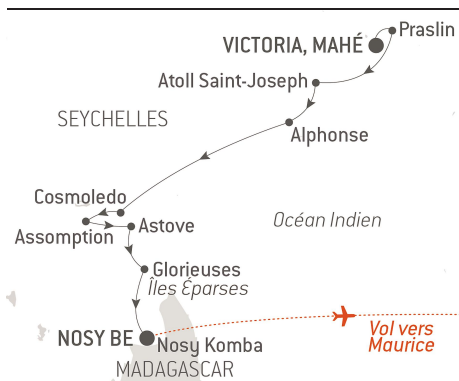 Praslin
VICTORIA, MAHÉ
Atoll Saint-Joseph
SEYCHELLES
Alphonse
Cosmoledo
Assomption
Astove
Océan Indien
Glorieuses
Îles Éparses
NOSY BE
Nosy Komba
Vol vers
Maurice
MADAGASCAR